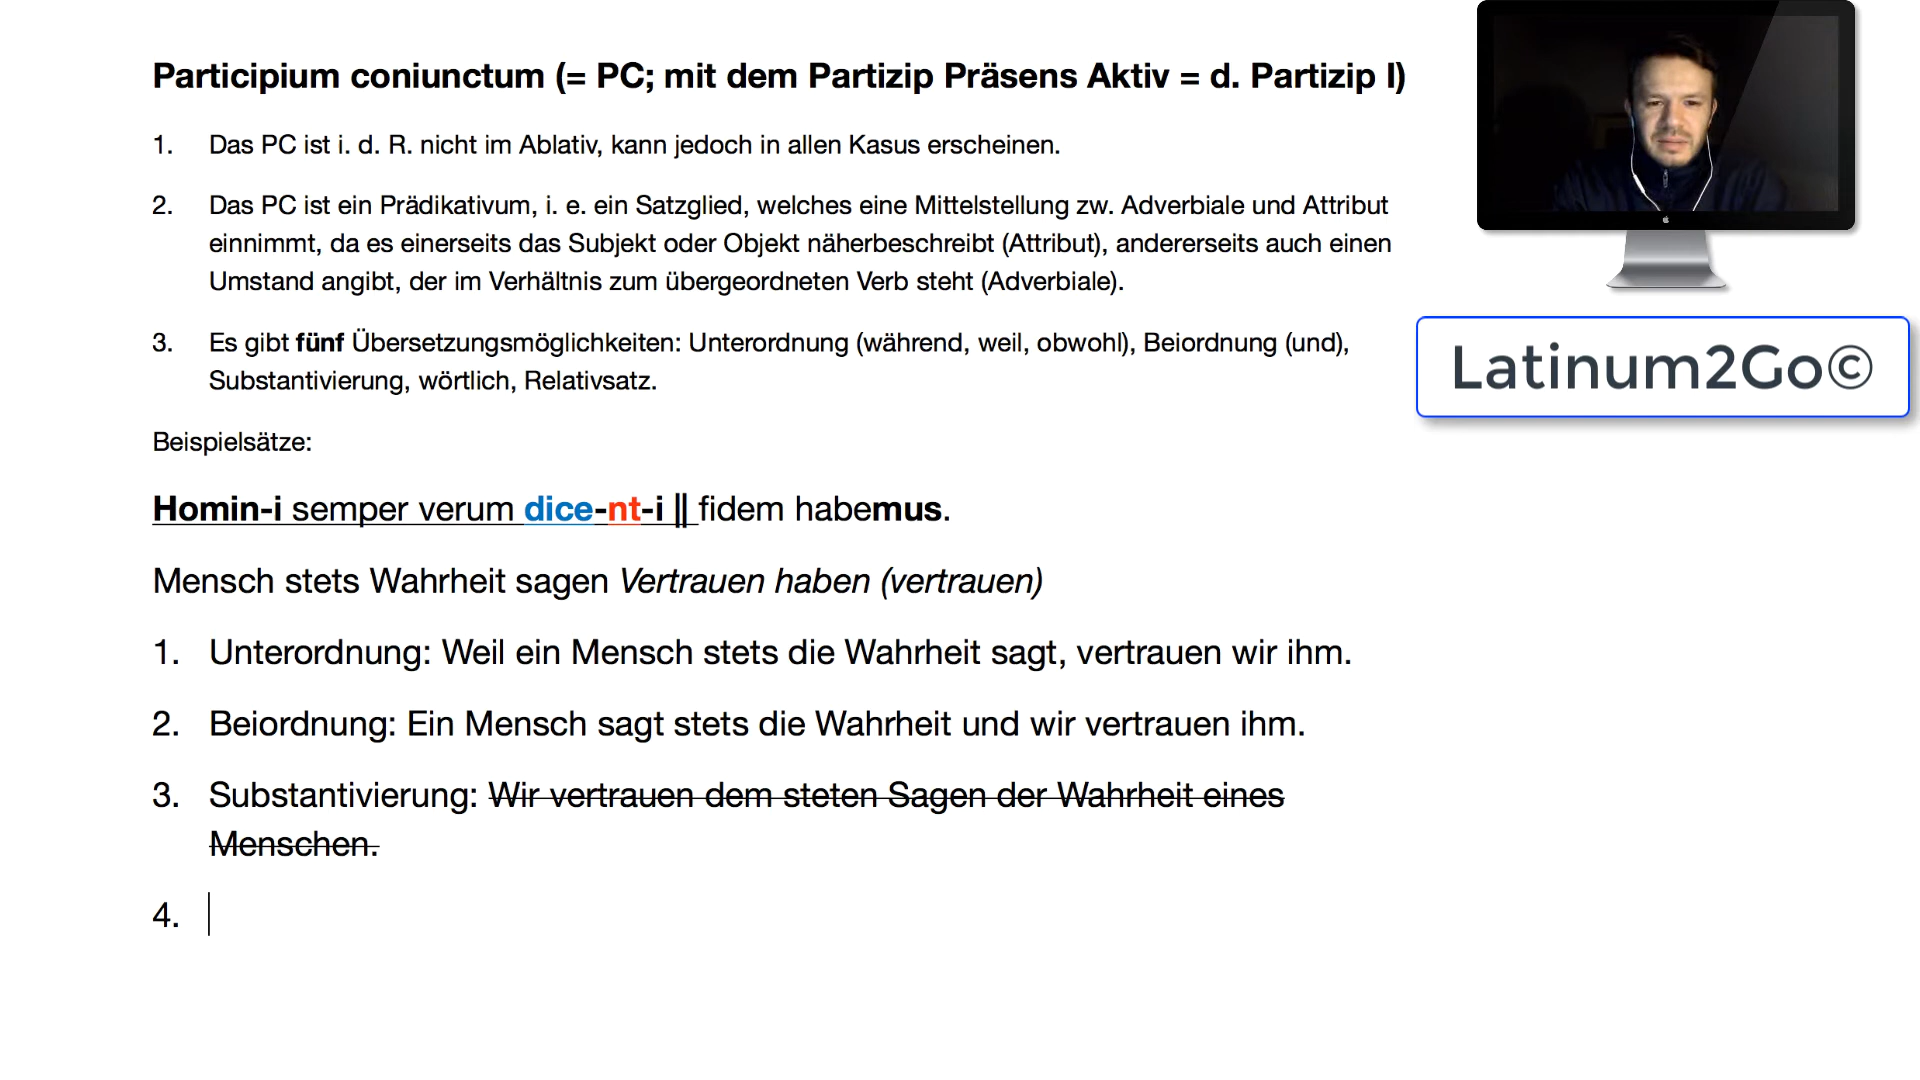 Participium coniunctum (= PC; mit dem Partizip Präsens Aktiv = d. Partizip I)
1. Das PC ist i. d. R. nicht im Ablativ, kann jedoch in allen Kasus erscheinen.
2. Das PC ist ein Prädikativum, i. e. ein Satzglied, welches eine Mittelstellung zw. Adverbiale und Attribut
einnimmt, da es einerseits das Subjekt oder Objekt näherbeschreibt (Attribut), andererseits auch einen
Umstand angibt, der im Verhältnis zum übergeordneten Verb steht (Adverbiale).
3. Es gibt fünf Übersetzungsmöglichkeiten: Unterordnung (während, weil, obwohl), Beiordnung (und),
Substantivierung, wörtlich, Relativsatz.
Latinum2Go©
Beispielsätze:
Homin-i semper verum dice-nt-i || fidem habemus.
Mensch stets Wahrheit sagen Vertrauen haben (vertrauen)
1. Unterordnung: Weil ein Mensch stets die Wahrheit sagt, vertrauen wir ihm.
2. Beiordnung: Ein Mensch sagt stets die Wahrheit und wir vertrauen ihm.
3. Substantivierung: Wir vertrauen dem steten Sagen der Wahrheit eines
Menschen.
4.